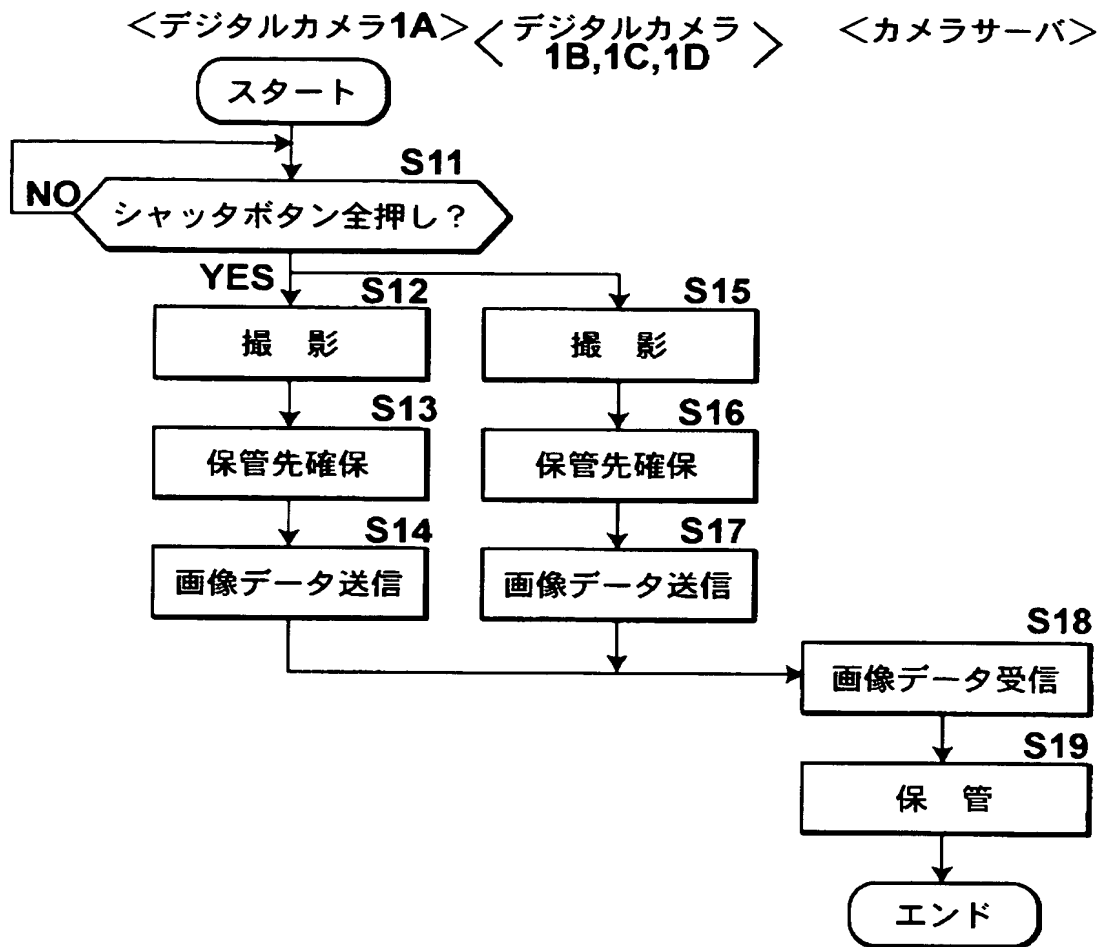 ＜デジタルカメラ1A＞
＜デジタルカメラ
1B,1C,1D＞
＜カメラサーバ＞
スタート
S11
NO
シャッタボタン全押し？
YES
S12
S15
撮　影
撮　影
S13
S16
保管先確保
保管先確保
S14
S17
画像データ送信
画像データ送信
S18
画像データ受信
S19
保　管
エンド